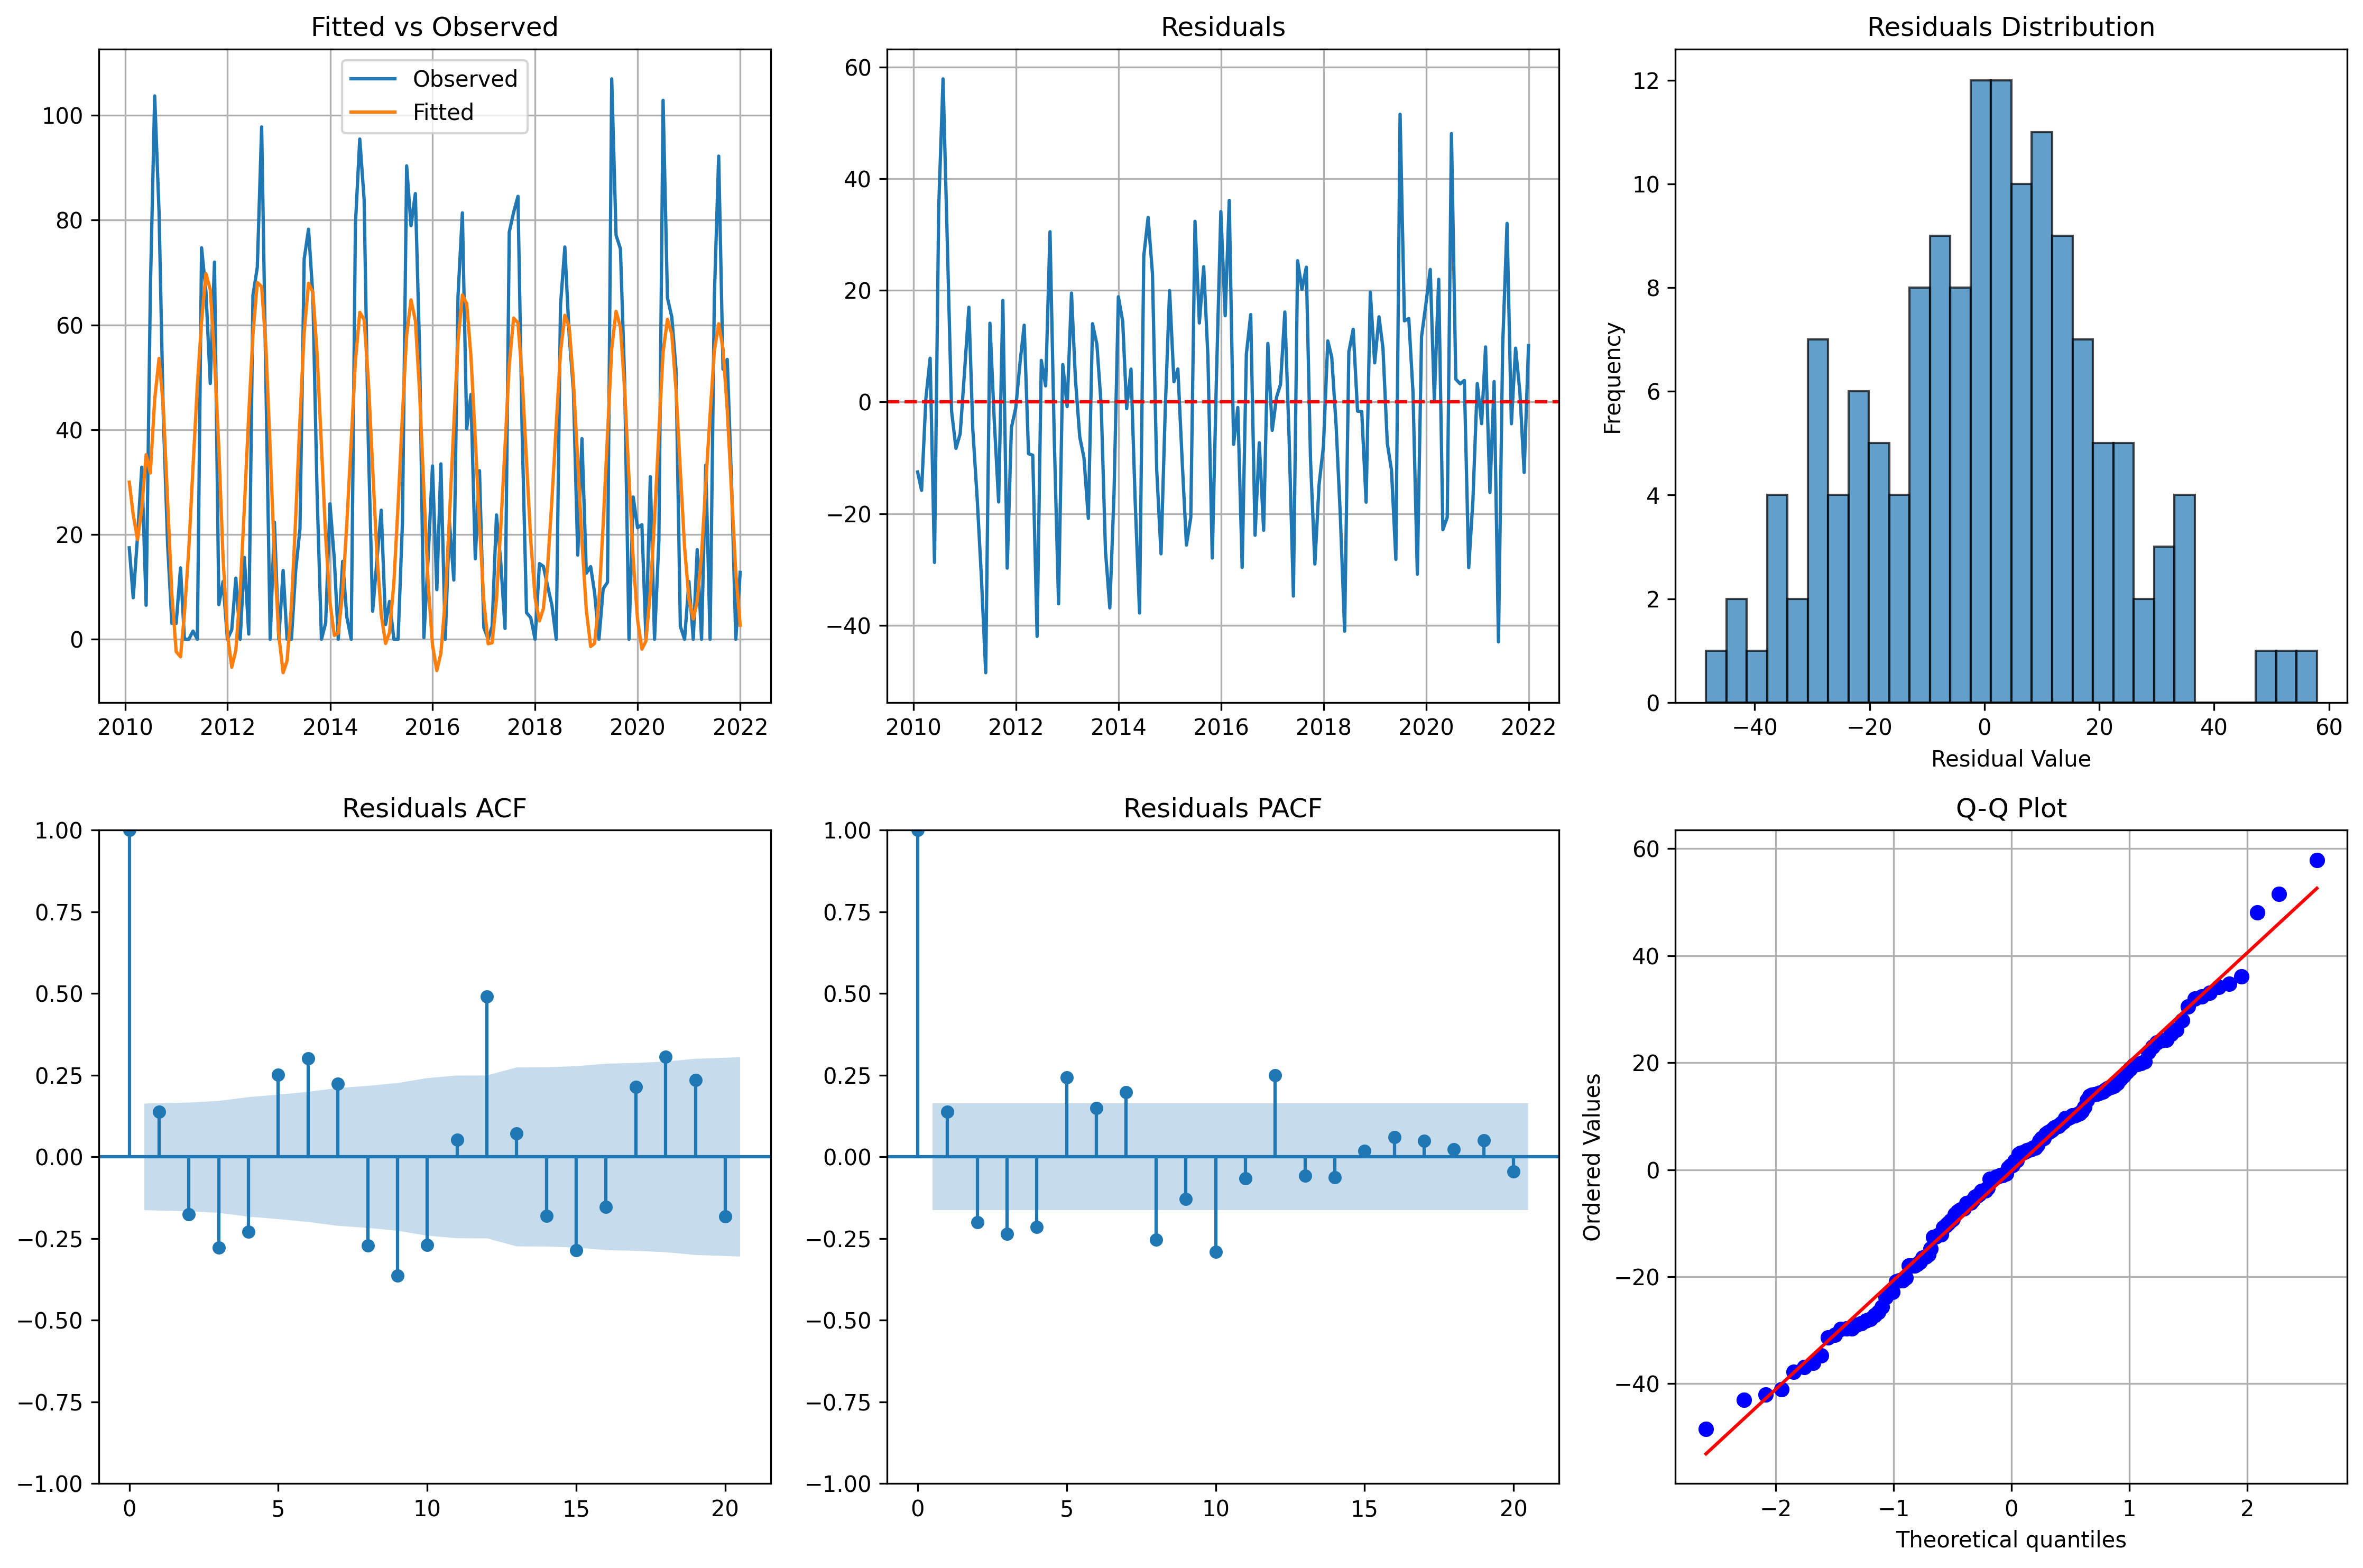 Fitted vs Observed
Observed
Fitted
100
80
60
40
20
0
2010 2012 2014 2016 2018 2020 2022
Residuals
60
40
20
0
−20
−40
2010 2012 2014 2016 2018 2020 2022
Residuals Distribution
Frequency
12
10
8
6
4
2
0
−40 −20 0 20 40 60
Residual Value
Residuals ACF
1.00
0.75
0.50
0.25
0.00
−0.25
−0.50
−0.75
−1.00
0 5 10 15 20
Residuals PACF
1.00
0.75
0.50
0.25
0.00
−0.25
−0.50
−0.75
−1.00
0 5 10 15 20
Q-Q Plot
Ordered Values
60
40
20
0
−20
−40
−2 −1 0 1 2
Theoretical quantiles